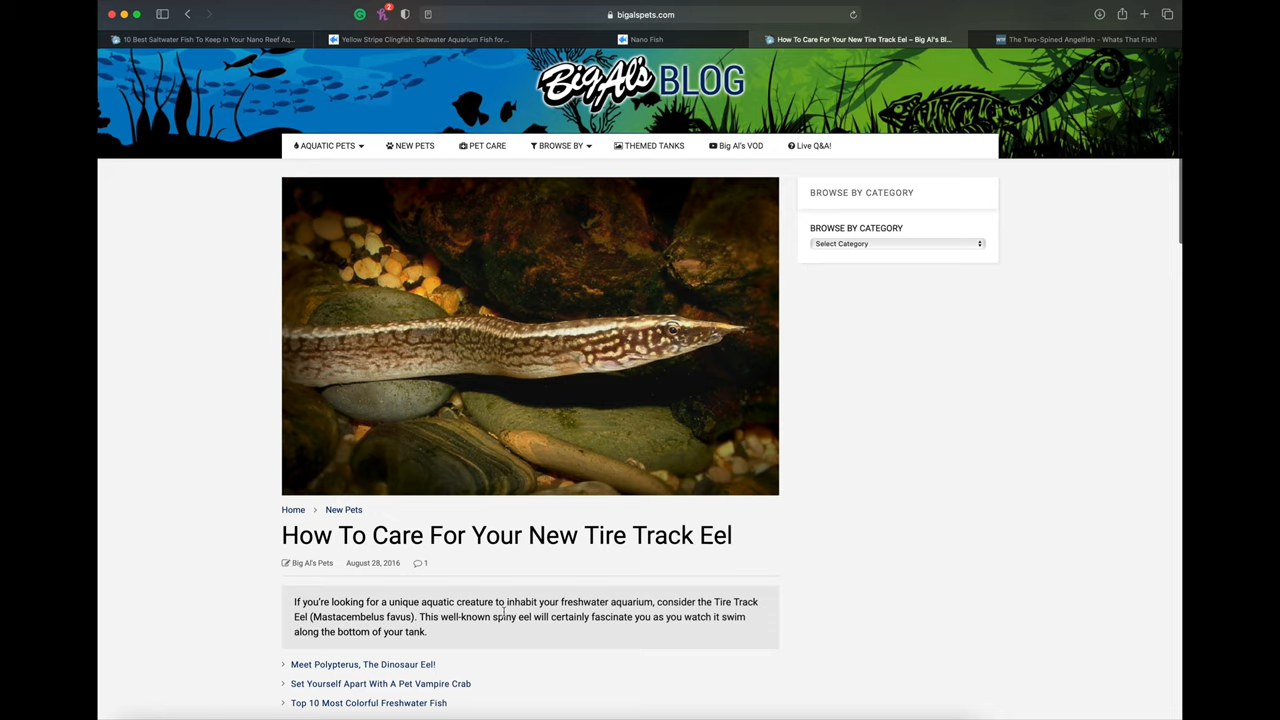 2
bigalspets.com
10 Best Saltwater Fish To Keep In Your Nano Reef Aq...
Yellow Stripe Clingfish: Saltwater Aquarium Fish for...
Nano Fish
How To Care For Your New Tire Track Eel – Big Al's Bl...
WTF
The Two-Spined Angelfish - Whats That Fish!
Big Al's BLOG
AQUATIC PETS
NEW PETS
PET CARE
BROWSE BY
THEMED TANKS
Big Al's VOD
Live Q&A!
BROWSE BY CATEGORY
BROWSE BY CATEGORY
Select Category
Home > New Pets
How To Care For Your New Tire Track Eel
Big Al's Pets August 28, 2016 1
If you're looking for a unique aquatic creature to inhabit your freshwater aquarium, consider the Tire Track
Eel (Mastacembelus favus). This well-known spiny eel will certainly fascinate you as you watch it swim
along the bottom of your tank.
> Meet Polypterus, The Dinosaur Eel!
> Set Yourself Apart With A Pet Vampire Crab
> Top 10 Most Colorful Freshwater Fish